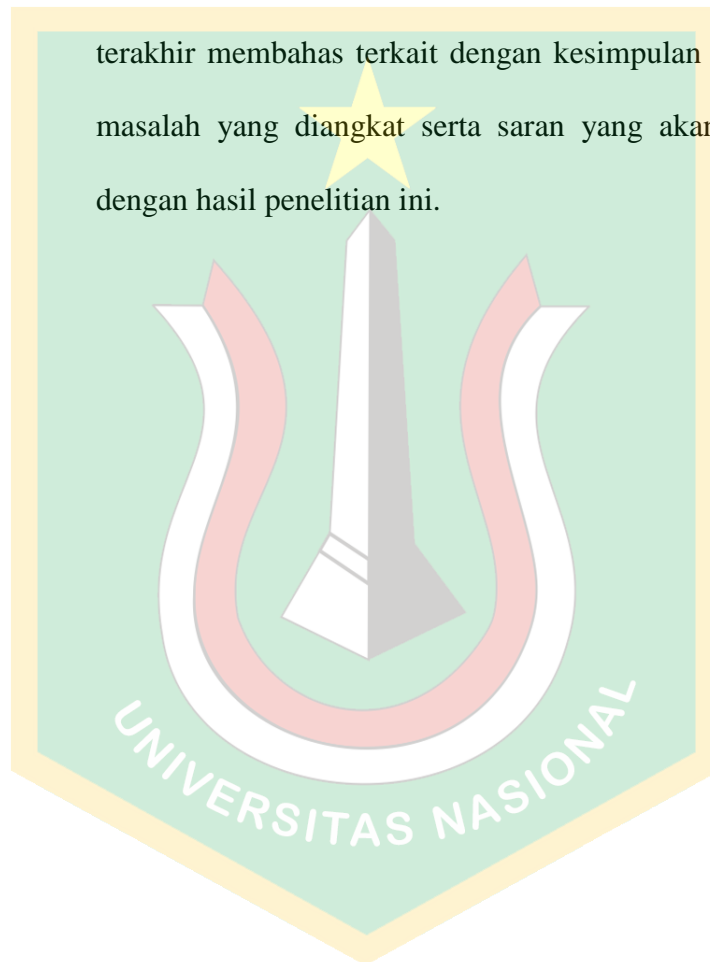 terakhir membahas terkait dengan kesimpulan
masalah yang diangkat serta saran yang akan
dengan hasil penelitian ini.
UNIVERSITAS NASIONAL